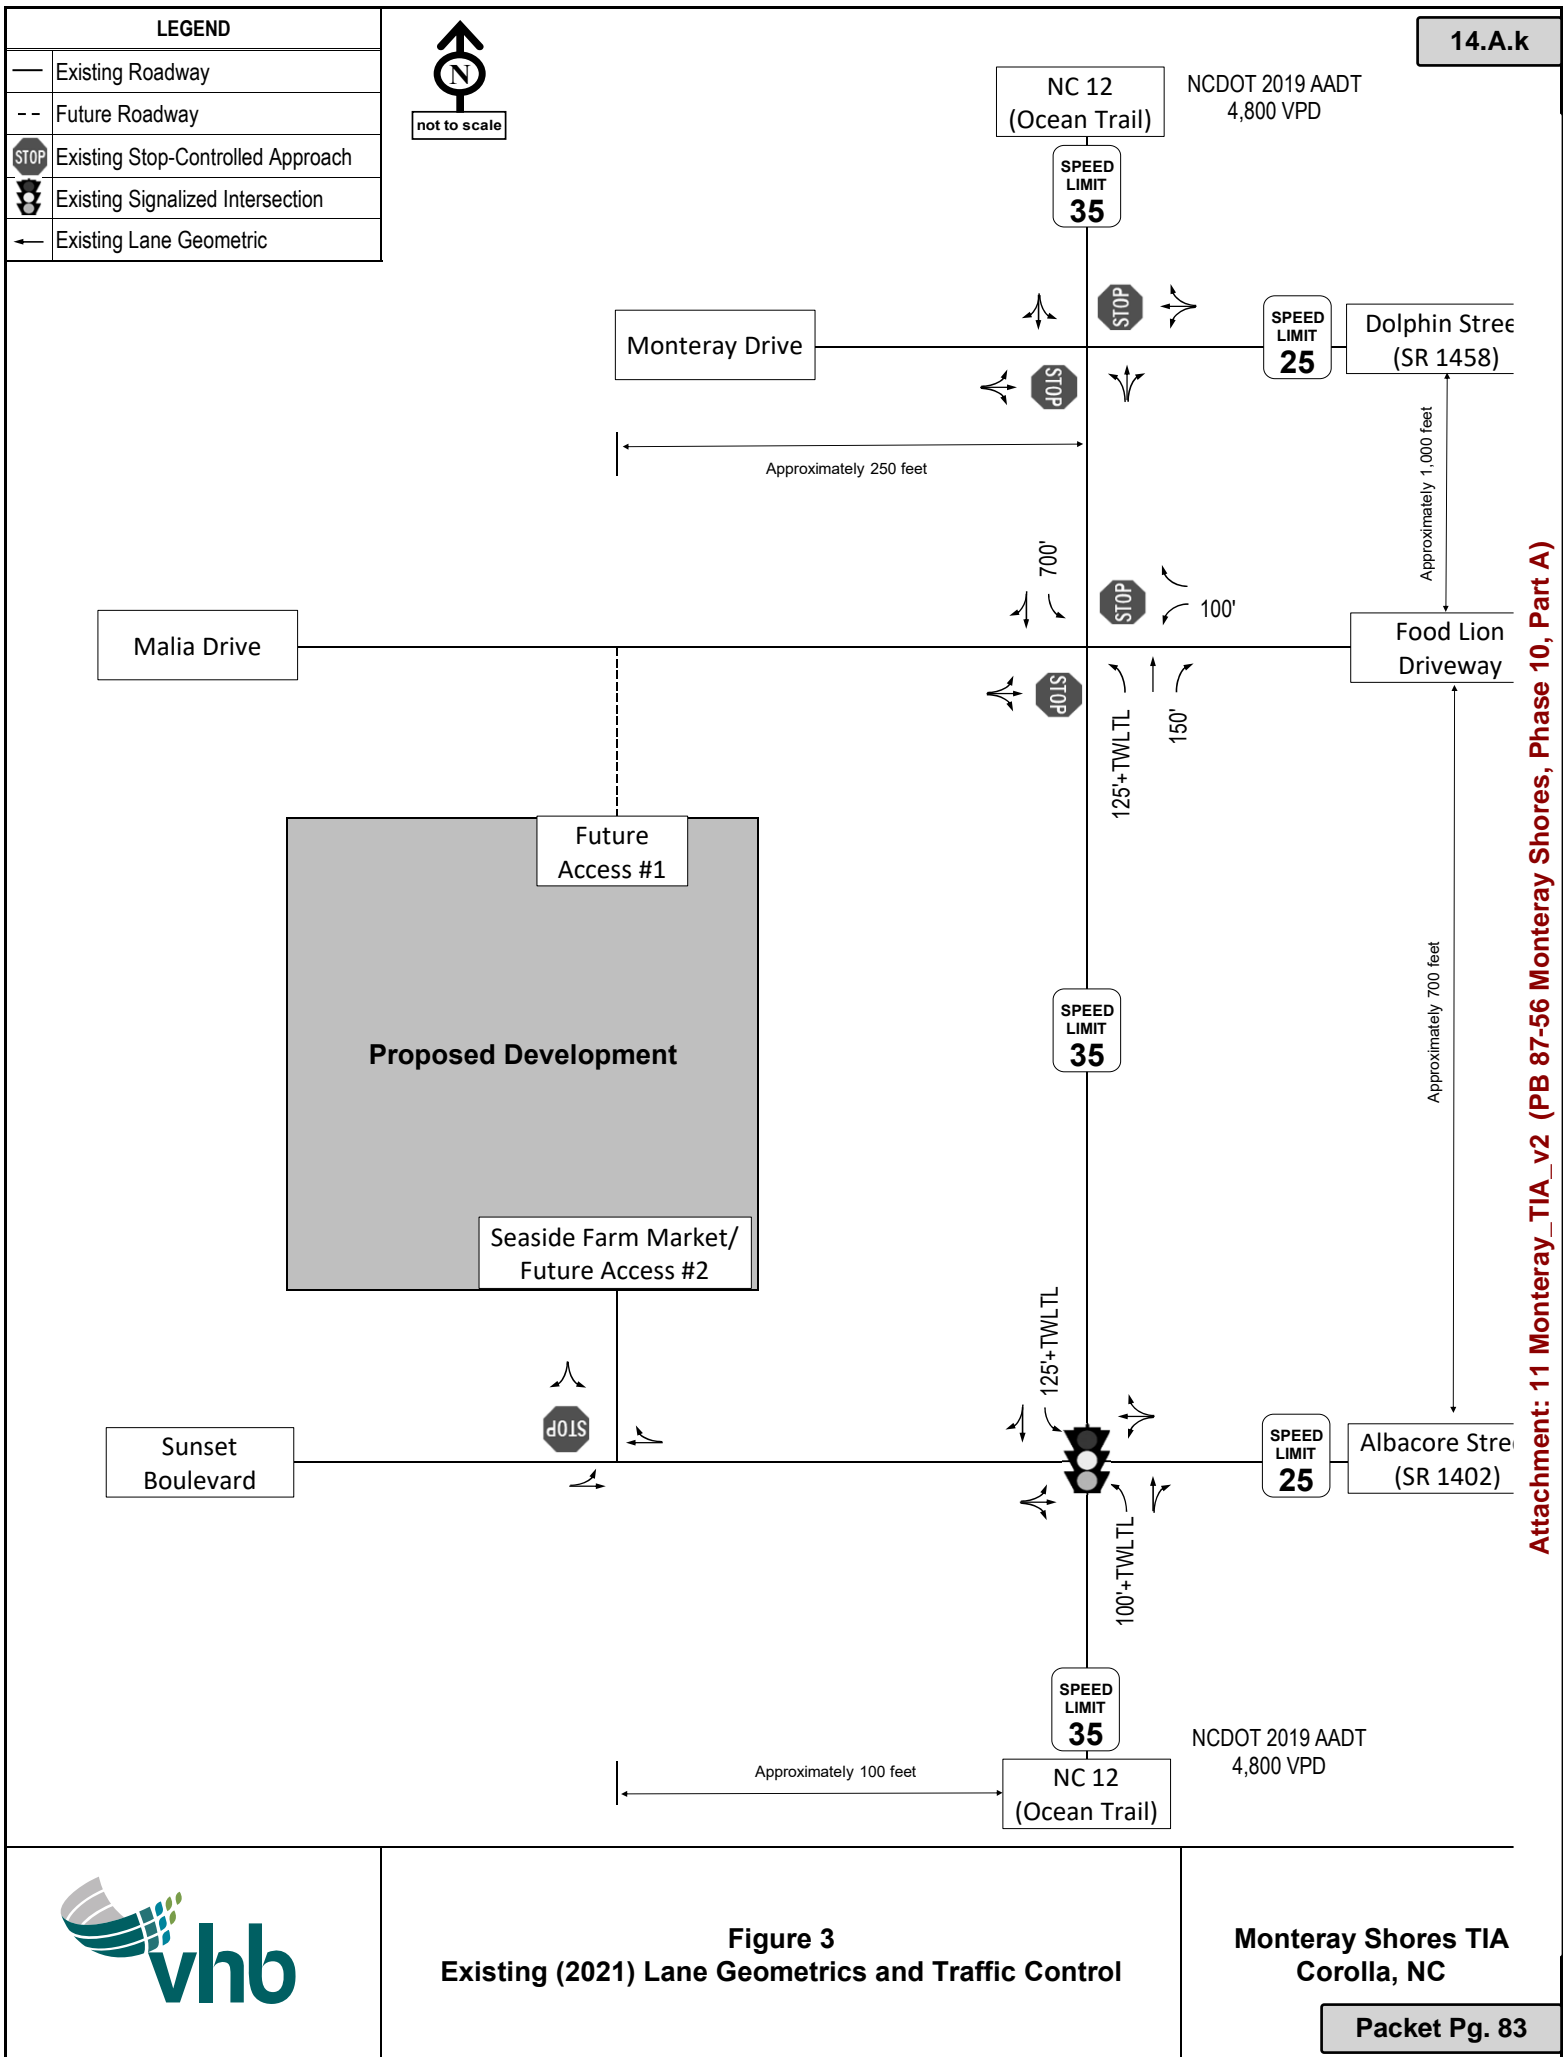 LEGEND
Existing Roadway
Future Roadway
STOP
Existing Stop-Controlled Approach
Existing Signalized Intersection
Existing Lane Geometric
N
not to scale
14.A.k
NC 12
(Ocean Trail)
NCDOT 2019 AADT
4,800 VPD
SPEED
LIMIT
35
STOP
Monteray Drive
SPEED
LIMIT
25
Dolphin Stree
(SR 1458)
STOP
Approximately 250 feet
Approximately 1,000 feet
700'
STOP
100'
Malia Drive
Food Lion
Driveway
STOP
125'+TWLTL
150'
Future
Access #1
Proposed Development
SPEED
LIMIT
35
Approximately 700 feet
Seaside Farm Market/
Future Access #2
125'+TWLTL
STOP
Sunset
Boulevard
SPEED
LIMIT
25
Albacore Stre
(SR 1402)
100'+TWLTL
SPEED
LIMIT
35
NC 12
(Ocean Trail)
NCDOT 2019 AADT
4,800 VPD
Approximately 100 feet
Attachment: 11 Monteray_TIA_v2 (PB 87-56 Monteray Shores, Phase 10, Part A)
vhb
Figure 3
Existing (2021) Lane Geometrics and Traffic Control
Monteray Shores TIA
Corolla, NC
Packet Pg. 83